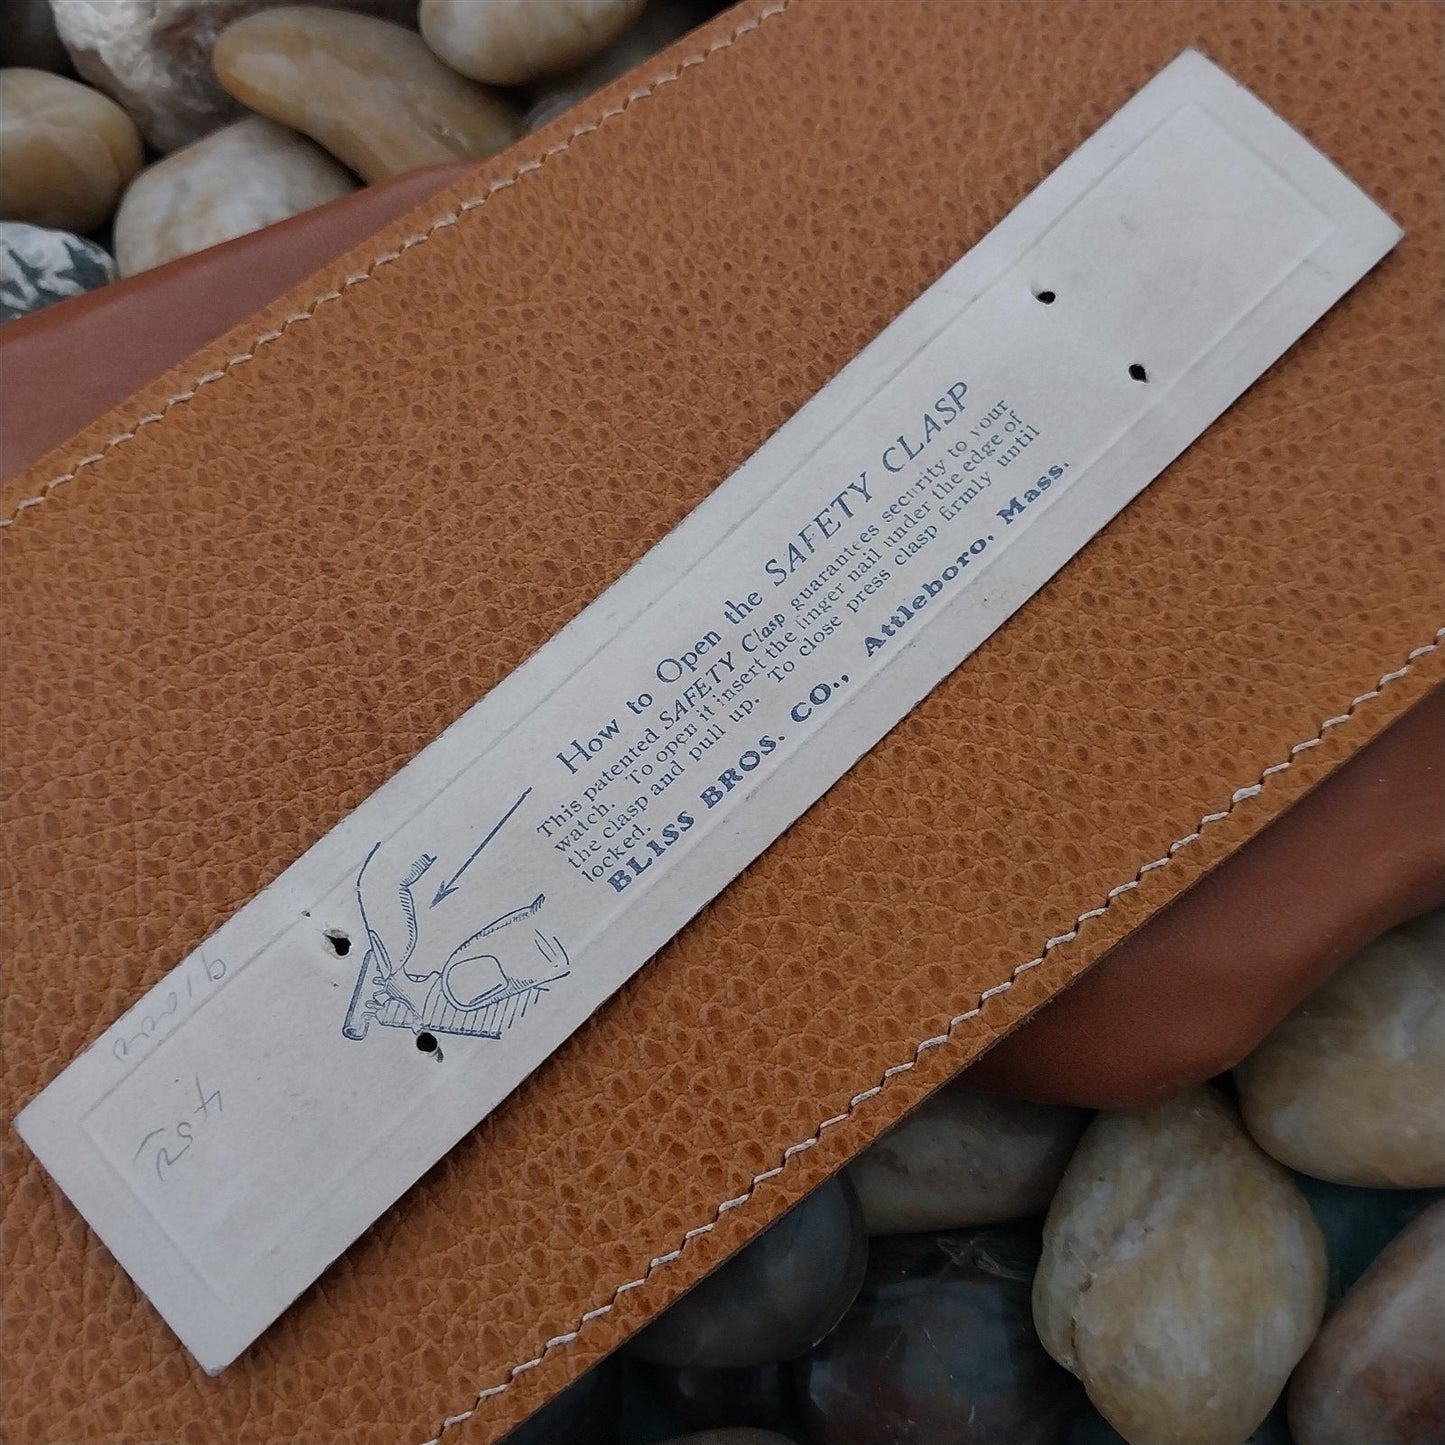 How to Open the SAFETY CLASP
This patented SAFETY Clasp guarantees security to your
watch. To open it insert the finger nail under the edge of
the clasp and pull up. To close press clasp firmly until
locked.
BLISS BROS. CO., Attleboro, Mass.